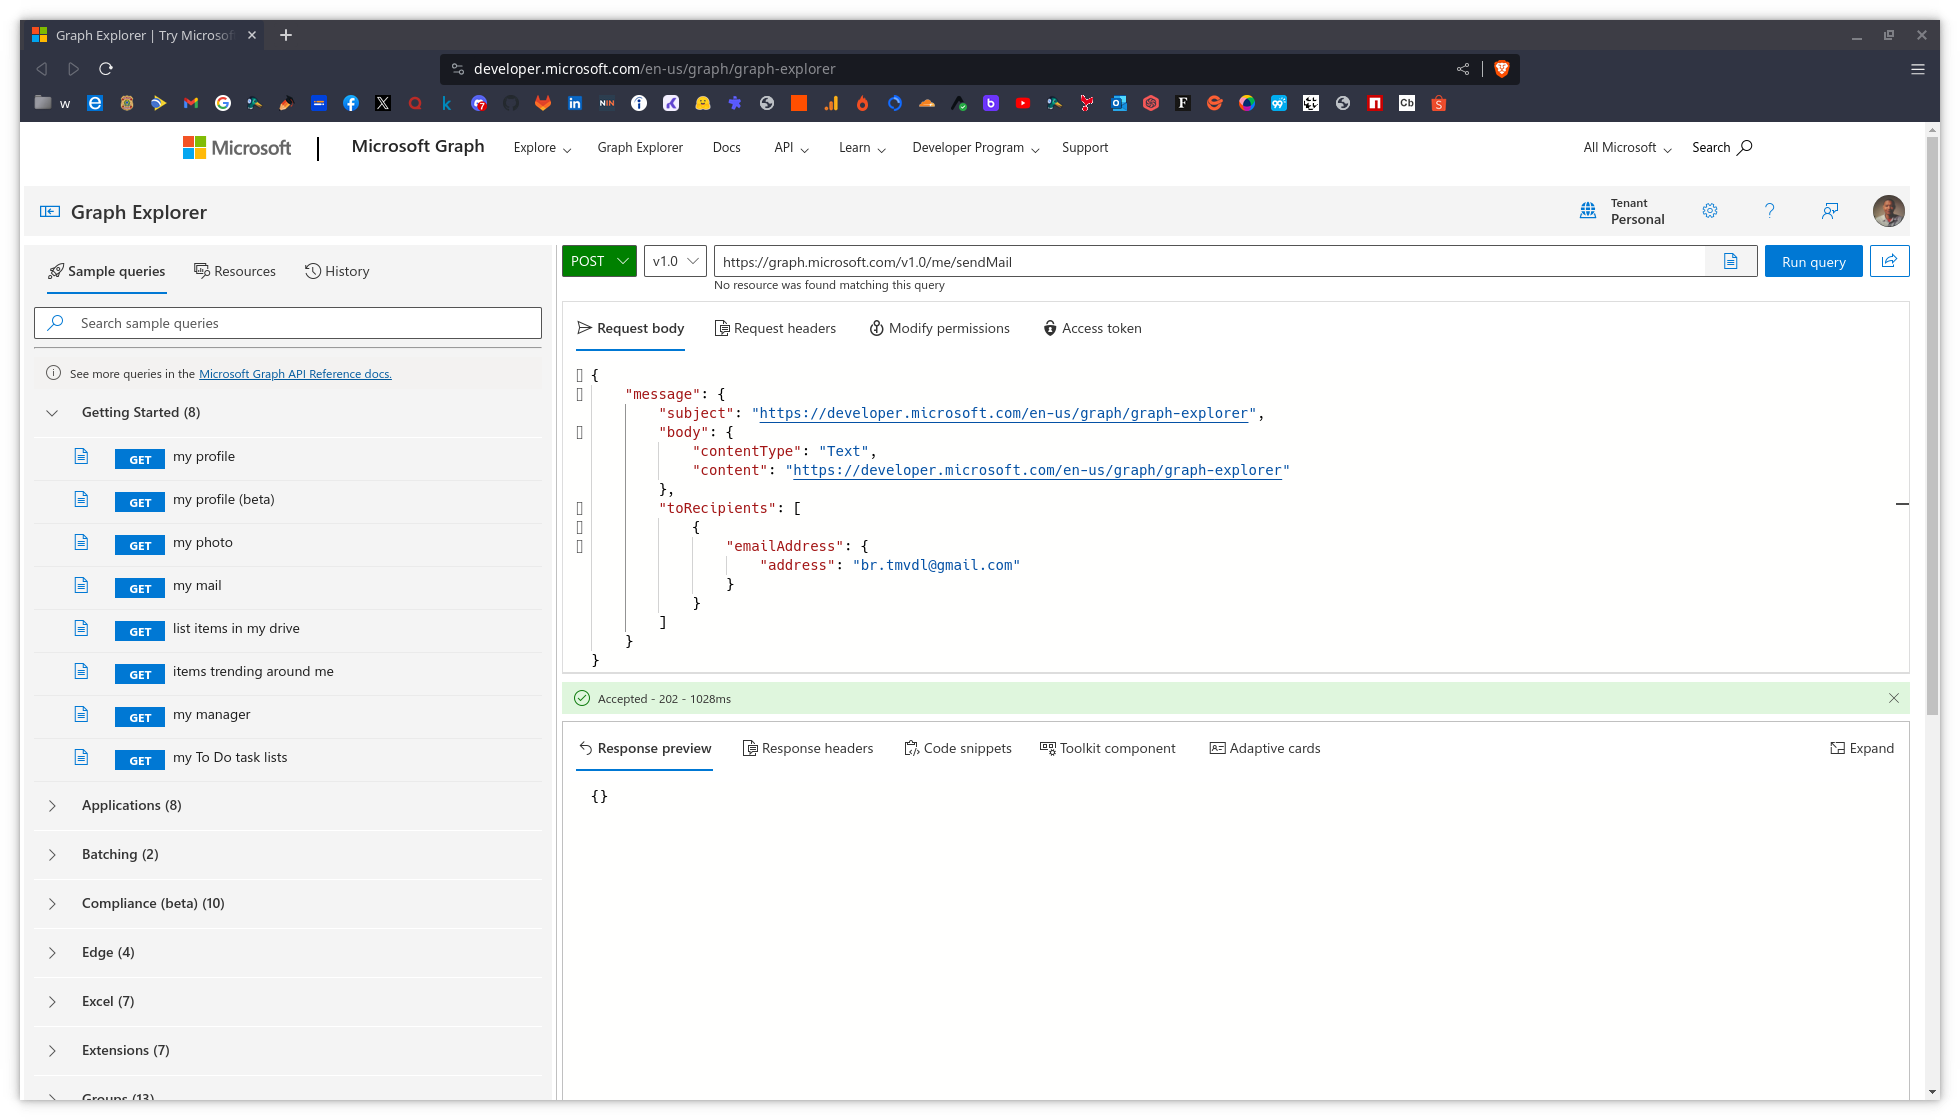 Graph Explorer | Try Microsof
developer.microsoft.com/en-us/graph/graph-explorer
w
Microsoft
Microsoft Graph
Explore
Graph Explorer
Docs
API
Learn
Developer Program
Support
All Microsoft
Search
Graph Explorer
Tenant
Personal
Sample queries
Resources
History
Search sample queries
See more queries in the Microsoft Graph API Reference docs.
Getting Started (8)
GET my profile
GET my profile (beta)
GET my photo
GET my mail
GET list items in my drive
GET items trending around me
GET my manager
GET my To Do task lists
Applications (8)
Batching (2)
Compliance (beta) (10)
Edge (4)
Excel (7)
Extensions (7)
Groups (13)
POST
v1.0
https://graph.microsoft.com/v1.0/me/sendMail
Run query
No resource was found matching this query
Request body
Request headers
Modify permissions
Access token
{
"message": {
"subject": "https://developer.microsoft.com/en-us/graph/graph-explorer",
"body": {
"contentType": "Text",
"content": "https://developer.microsoft.com/en-us/graph/graph-explorer"
},
"toRecipients": [
{
"emailAddress": {
"address": "br.tmvdl@gmail.com"
}
}
]
}
}
Accepted - 202 - 1028ms
Response preview
Response headers
Code snippets
Toolkit component
Adaptive cards
Expand
{}